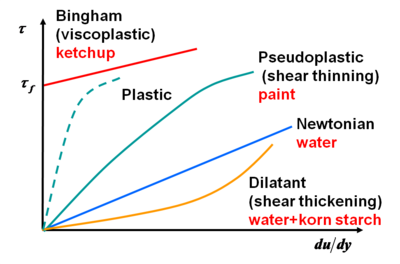 Bingham
(viscoplastic)
ketchup
τ
τf
Plastic
Pseudoplastic
(shear thinning)
paint
Newtonian
water
Dilatant
(shear thickening)
water+korn starch
du/dy